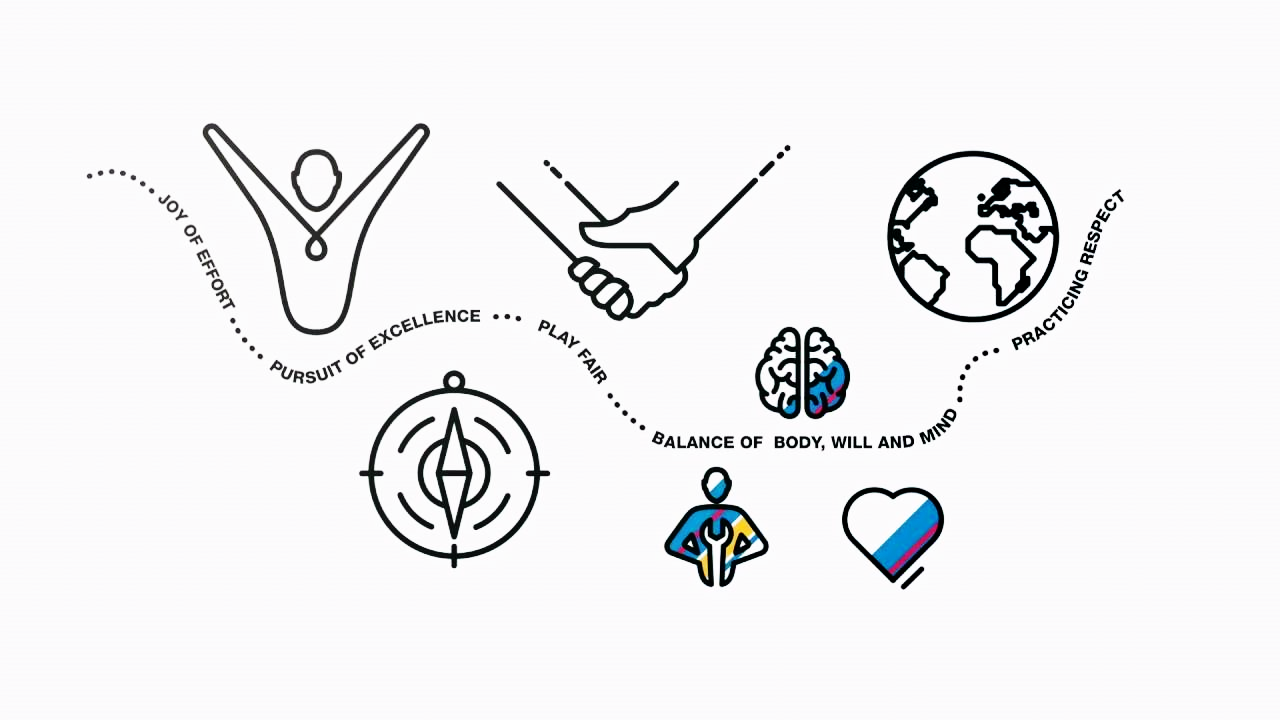 JOY OF EFFORT
PURSUIT OF EXCELLENCE
PLAY FAIR
BALANCE OF BODY, WILL AND MIND
PRACTICING RESPECT